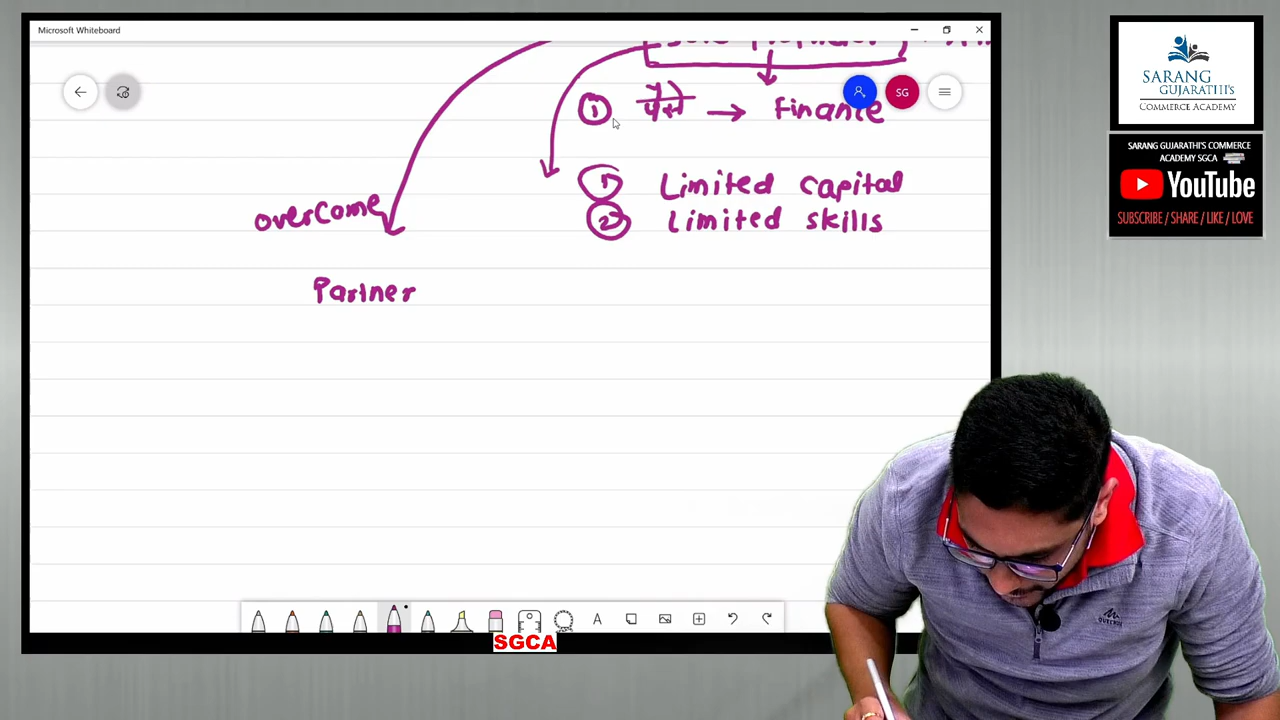 Microsoft Whiteboard
SG
① → Finance
① Limited capital
② Limited skills
overcome
Partner
SGCA
SARANG
GUJARATHI'S
COMMERCE ACADEMY
SARANG GUJARATHI'S COMMERCE
ACADEMY SGCA
YouTube
SUBSCRIBE / SHARE / LIKE / LOVE